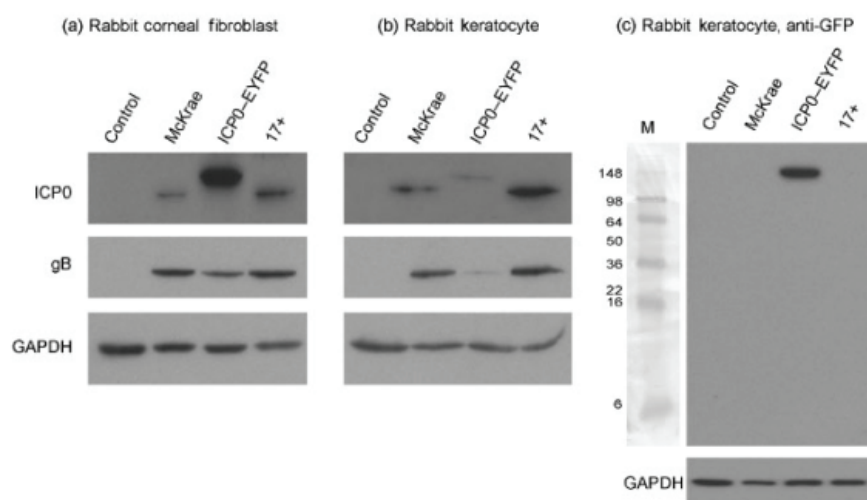 (a) Rabbit corneal fibroblast
Control
McKrae
ICP0–EYFP
17+
ICP0
gB
GAPDH
(b) Rabbit keratocyte
Control
McKrae
ICP0–EYFP
17+
(c) Rabbit keratocyte, anti-GFP
M
Control
McKrae
ICP0–EYFP
17+
148
98
64
50
36
22
16
6
GAPDH